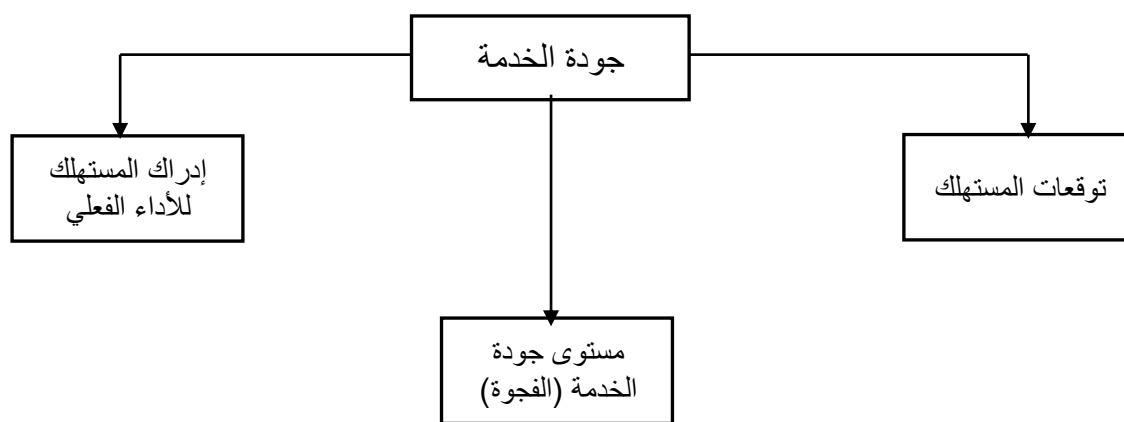 جودة الخدمة
توقعات المستهلك
إدراك المستهلك
للأداء الفعلي
مستوى جودة
الخدمة (الفجوة)